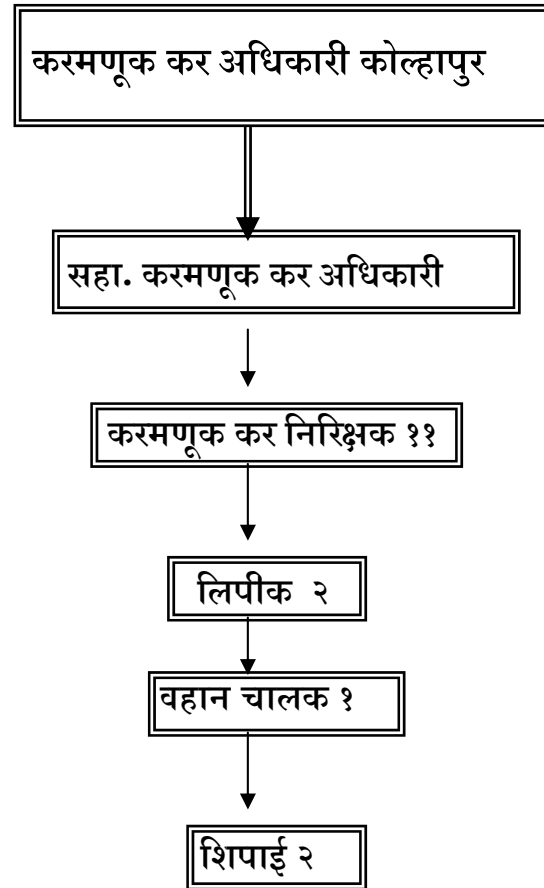 करमणूक कर अधिकारी कोल्हापुर
सहा. करमणूक कर अधिकारी
करमणूक कर निरिक्षक ११
लिपीक २
वहान चालक १
शिपाई २